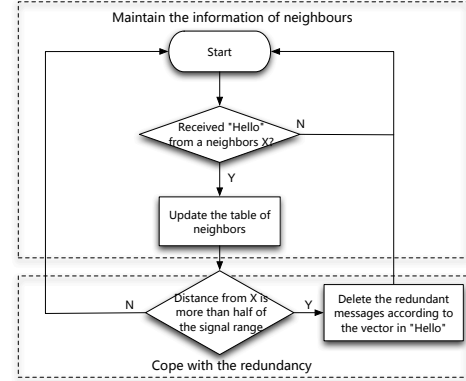 Maintain the information of neighbours
Start
Received "Hello"
from a neighbors X?
N
Y
Update the table of
neighbors
Distance from X is
more than half of
the signal range
N
Y
Delete the redundant
messages according to
the vector in "Hello"
Cope with the redundancy